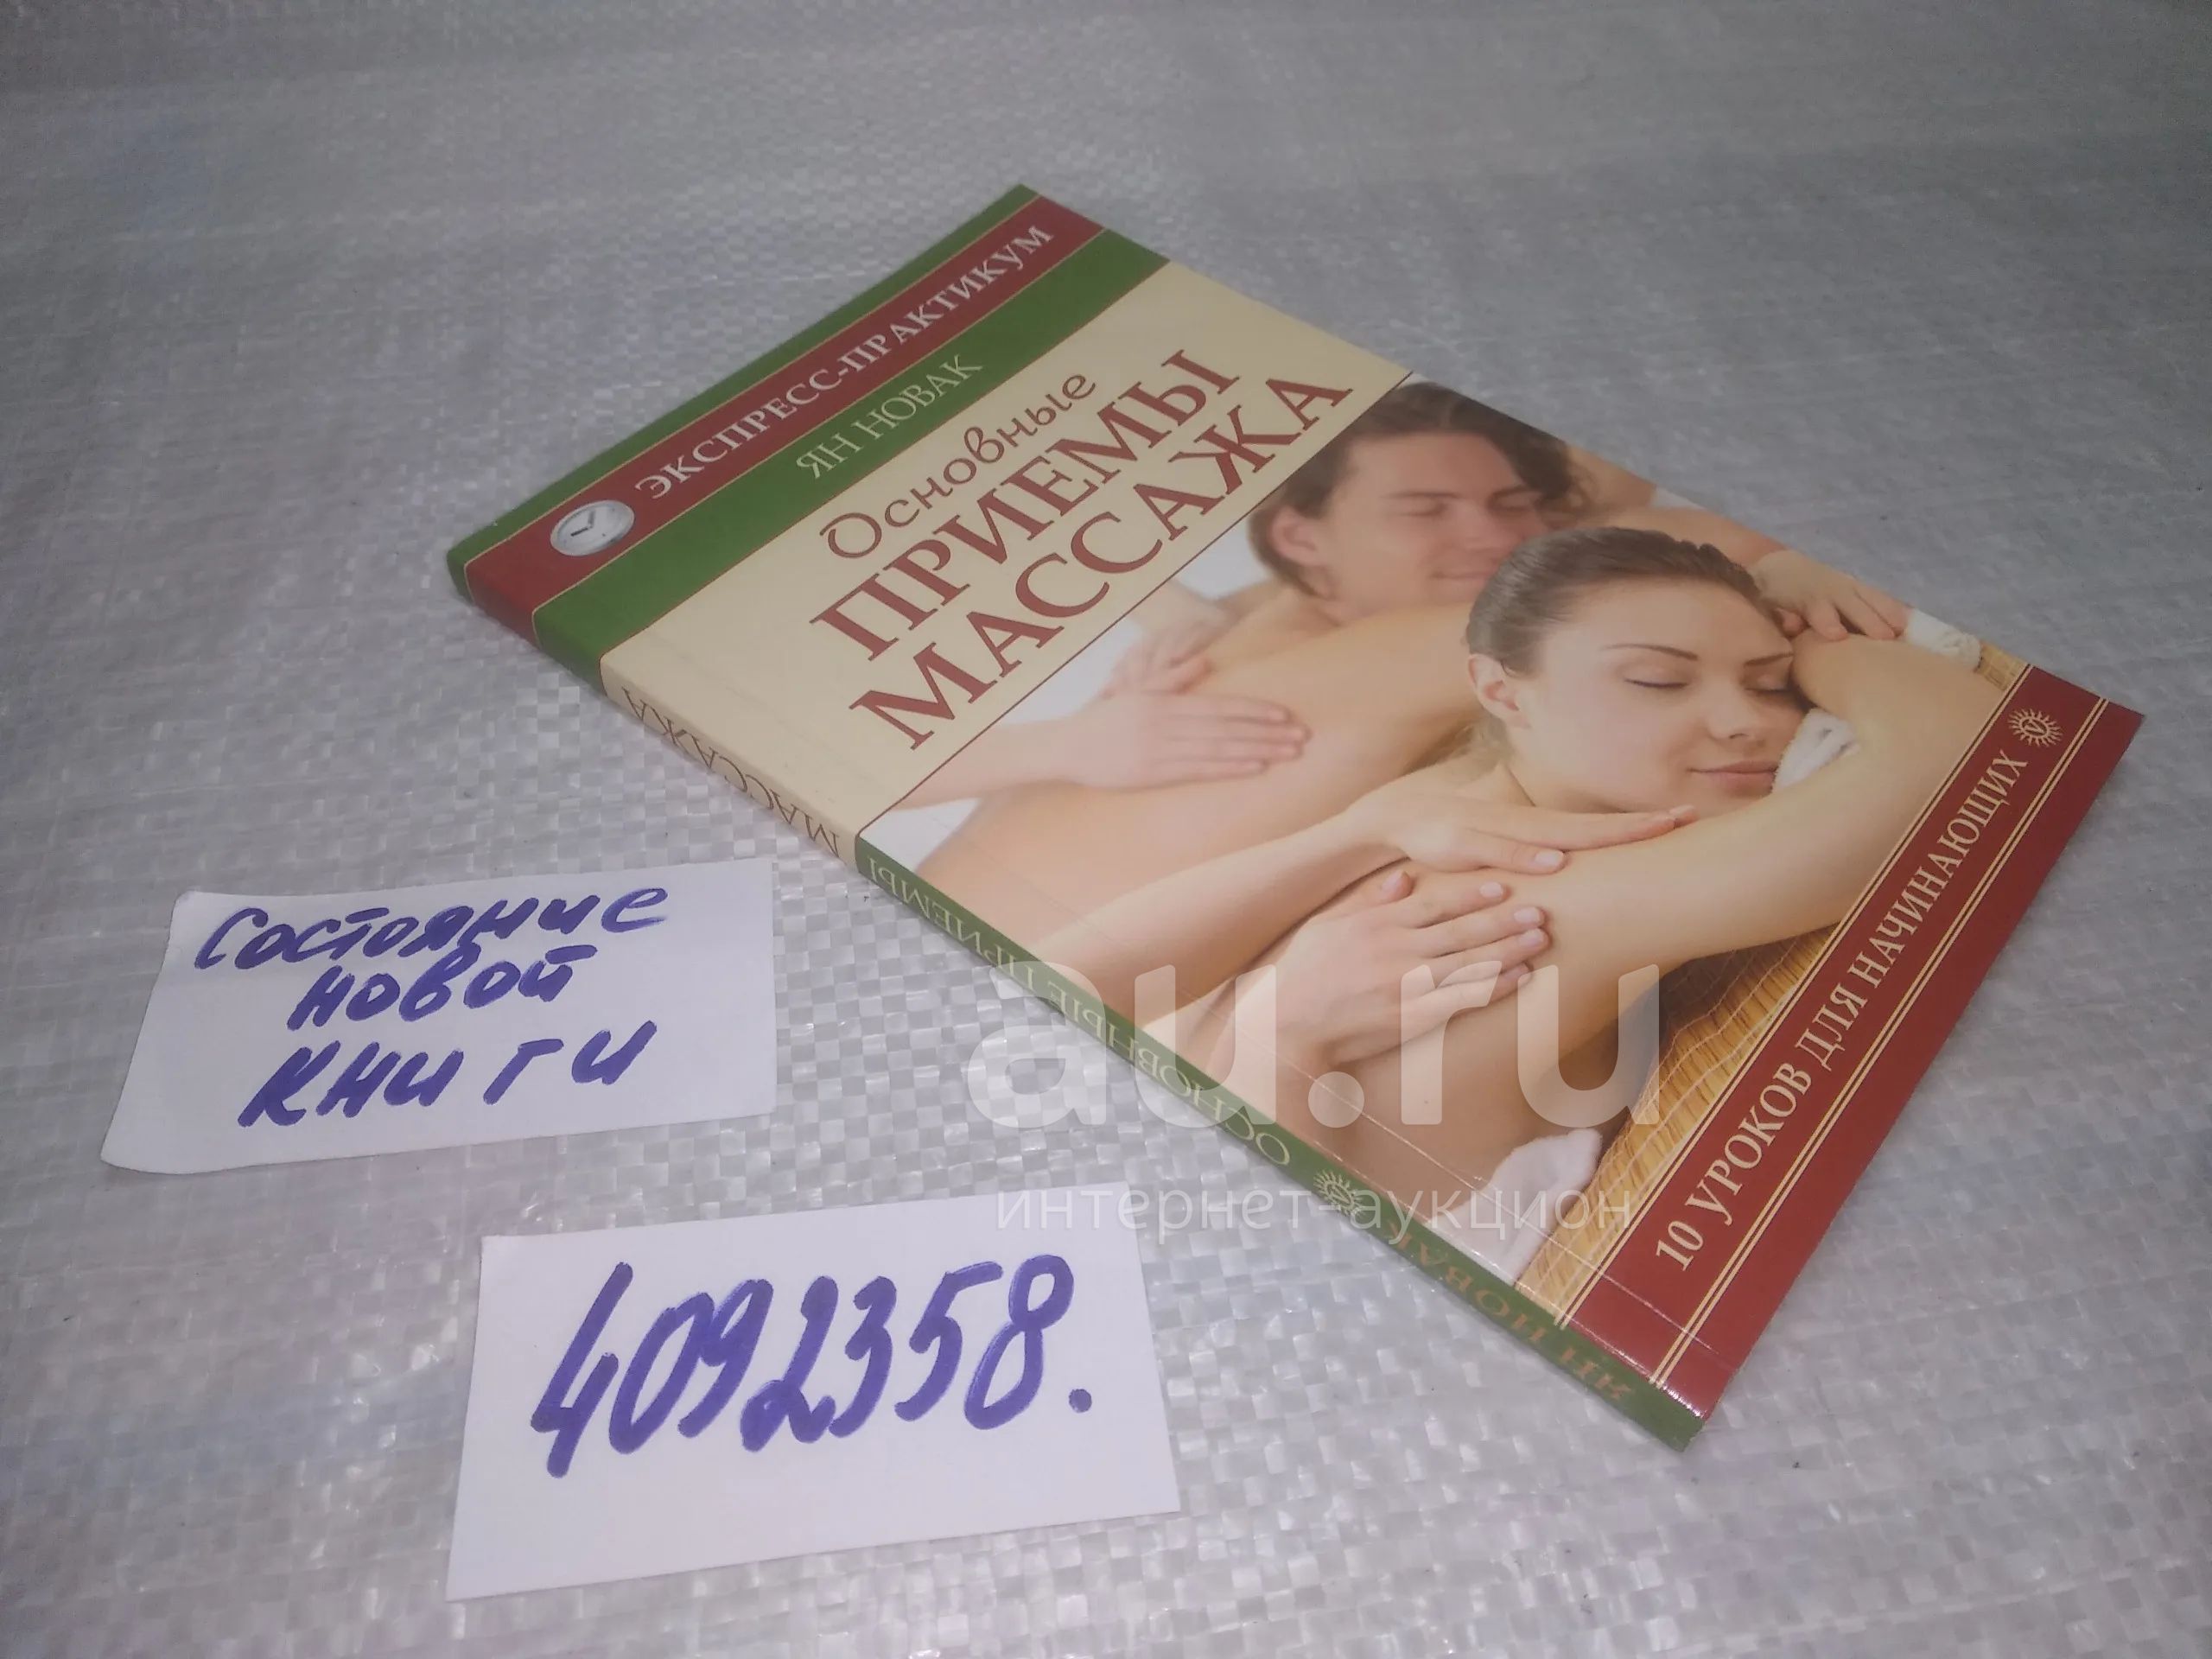 ЭКСПРЕСС-ПРАКТИКУМ
ЯН НОВАК
Основные
ПРИЕМЫ
МАССАЖА
10 УРОКОВ ДЛЯ НАЧИНАЮЩИХ
ЯН НОВАК ОСНОВНЫЕ ПРИЕМЫ МАССАЖА
Состояние
новой
книги
4092358.
au.ru
интернет-аукцион